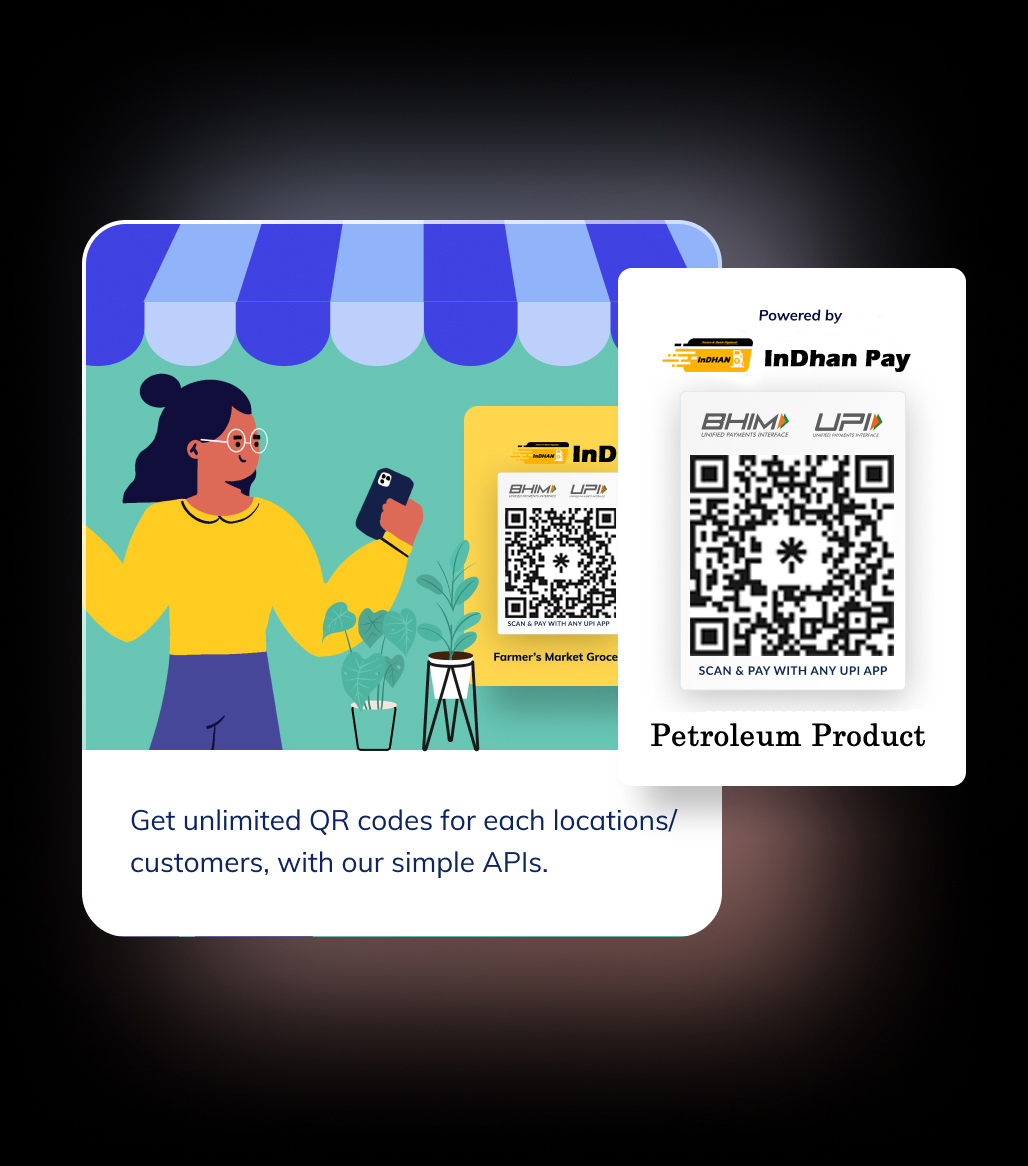 Powered by
InDHAN
InDhan Pay
BHIM
UPI
UNIFIED PAYMENTS INTERFACE
UNIFIED PAYMENTS INTERFACE
SCAN & PAY WITH ANY UPI APP
Petroleum Product
InDHAN
InD
BHIM
UPI
SCAN & PAY WITH ANY UPI APP
Farmer's Market Groce
Get unlimited QR codes for each locations/
customers, with our simple APIs.